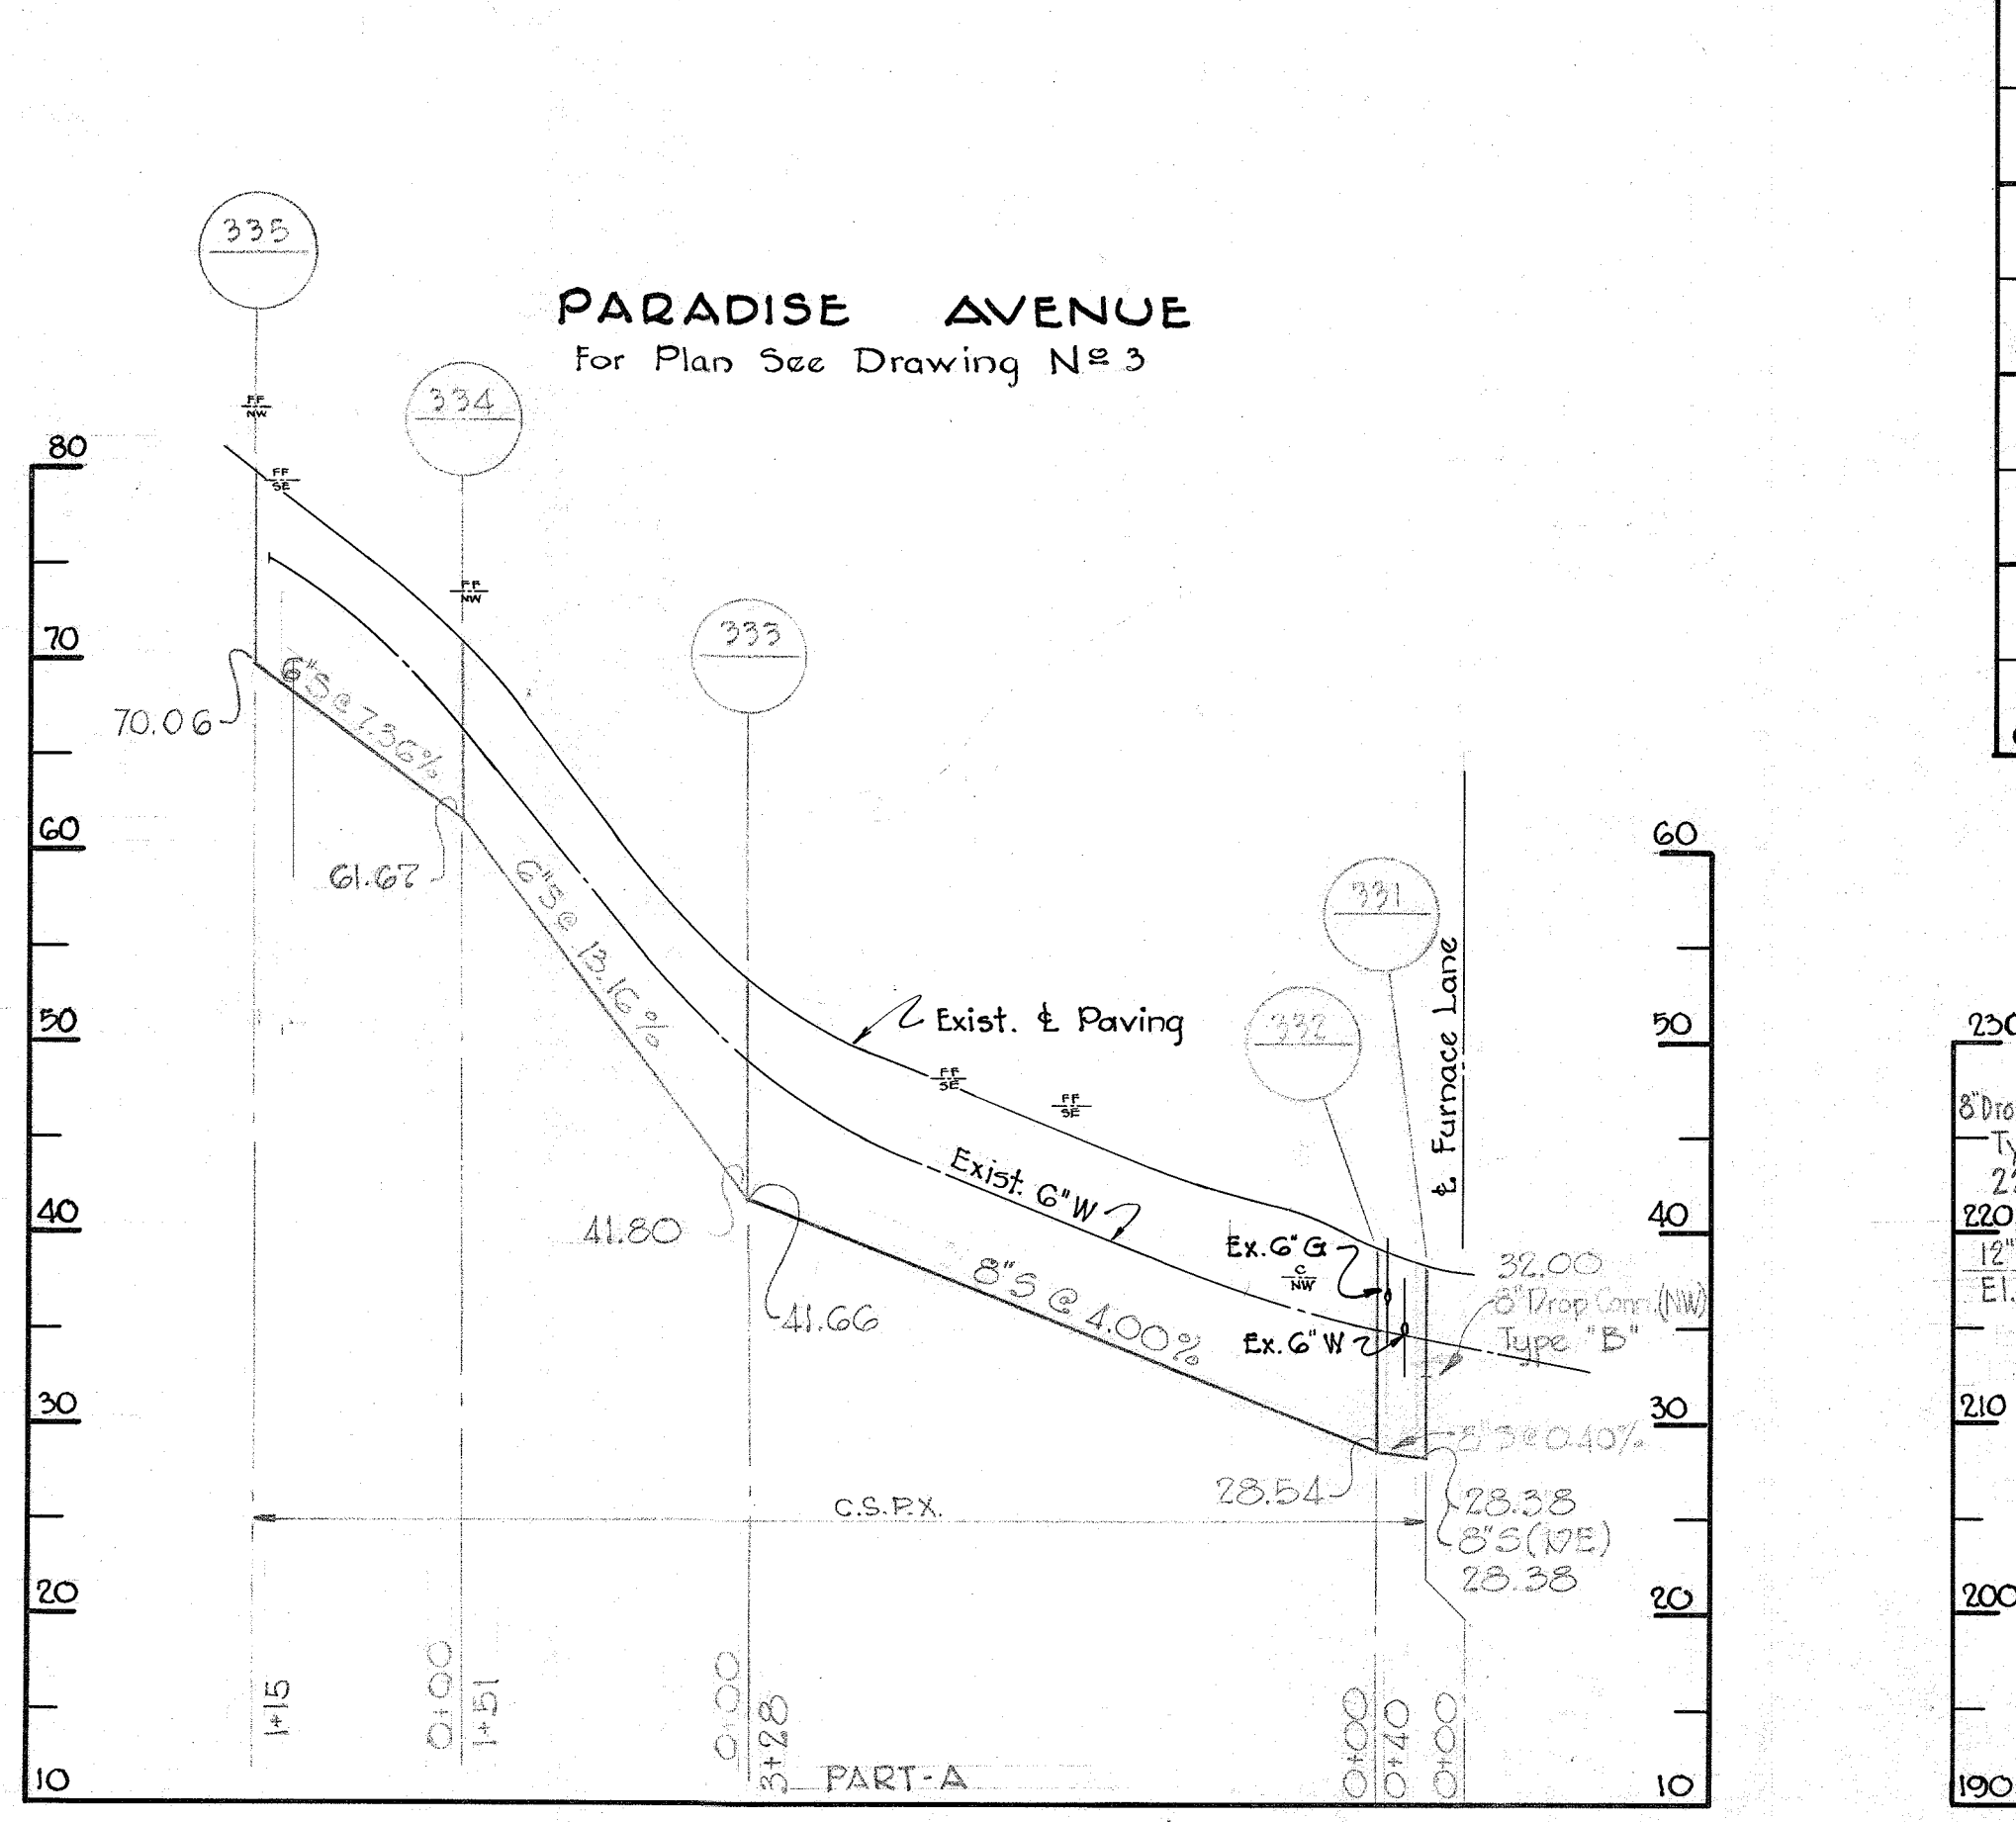 PARADISE AVENUE
For Plan See Drawing Nº 3
335
334
333
332
331
FF
NW
FF
SE
FF
NW
FF
SE
FF
SE
C
NW
80
70
60
50
40
30
20
10
60
50
40
30
20
10
70.06
6"S @ 7.36%
61.67
6"S @ 13.16%
41.80
41.66
8"S @ 4.00%
Exist. ℄ Paving
Exist. 6" W
Ex. 6" G
Ex. 6" W
℄ Furnace Lane
32.00
8" Drop Conn. (NW)
Type "B"
8"S @ 0.40%
28.54
28.38
8"S (NE)
28.38
C.S.P.X.
1+15
0+00
1+51
0+00
3+28
0+00
0+40
0+00
PART-A
230
8" Dro
Ty
220
12"
El.
210
200
190